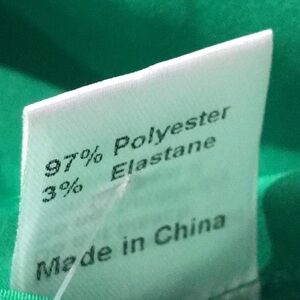 97% Polyester
3% Elastane
Made in China